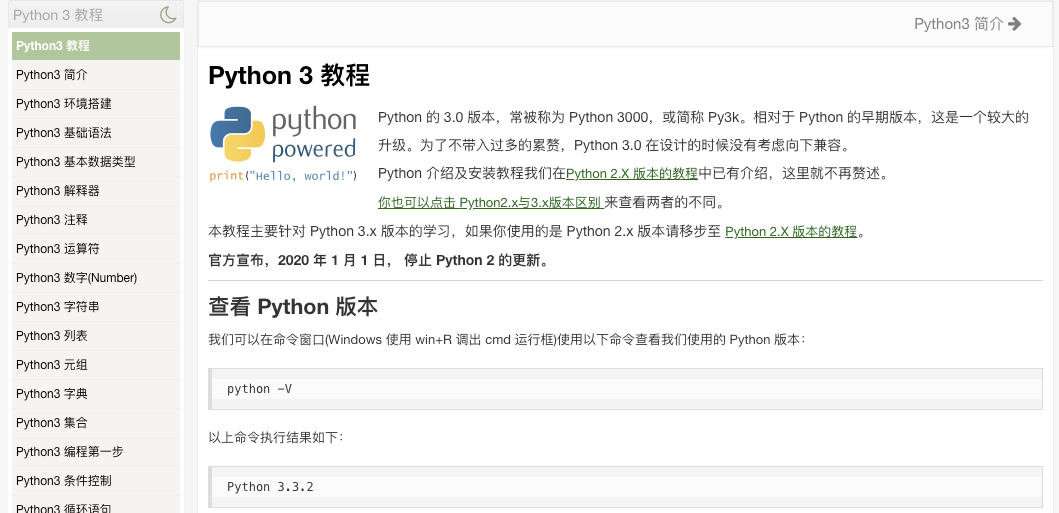 Python 3 教程
Python3 教程
Python3 简介
Python3 环境搭建
Python3 基础语法
Python3 基本数据类型
Python3 解释器
Python3 注释
Python3 运算符
Python3 数字(Number)
Python3 字符串
Python3 列表
Python3 元组
Python3 字典
Python3 集合
Python3 编程第一步
Python3 条件控制
Python3 循环语句
Python3 简介
Python 3 教程
python
powered
print("Hello, world!")
Python 的 3.0 版本，常被称为 Python 3000，或简称 Py3k。相对于 Python 的早期版本，这是一个较大的
升级。为了不带入过多的累赘，Python 3.0 在设计的时候没有考虑向下兼容。
Python 介绍及安装教程我们在Python 2.X 版本的教程中已有介绍，这里就不再赘述。
你也可以点击 Python2.x与3.x版本区别 来查看两者的不同。
本教程主要针对 Python 3.x 版本的学习，如果你使用的是 Python 2.x 版本请移步至 Python 2.X 版本的教程。
官方宣布，2020 年 1 月 1 日， 停止 Python 2 的更新。
查看 Python 版本
我们可以在命令窗口(Windows 使用 win+R 调出 cmd 运行框)使用以下命令查看我们使用的 Python 版本：
python -V
以上命令执行结果如下：
Python 3.3.2